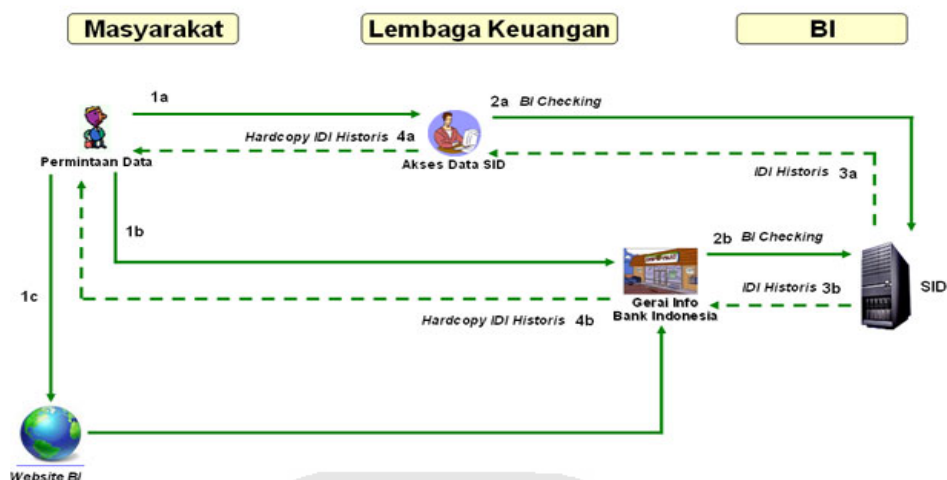 Masyarakat
Lembaga Keuangan
BI
1a
2a BI Checking
Hardcopy IDI Historis 4a
Permintaan Data
Akses Data SID
IDI Historis 3a
1b
2b BI Checking
1c
SID
IDI Historis 3b
Gerai Info
Bank Indonesia
Hardcopy IDI Historis 4b
Website BI